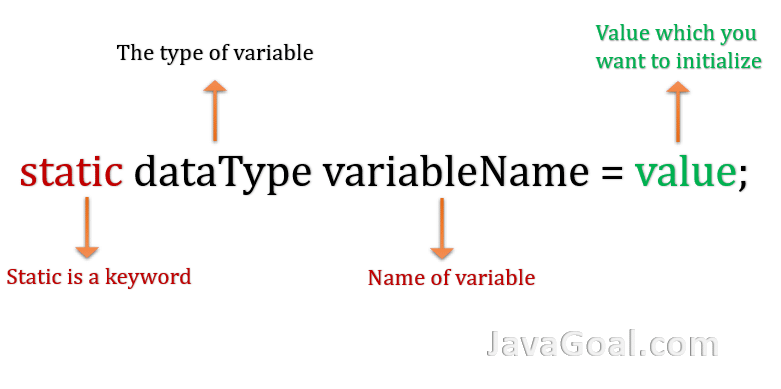 Value which you
want to initialize
The type of variable
static dataType variableName = value;
Static is a keyword
Name of variable
JavaGoal.com